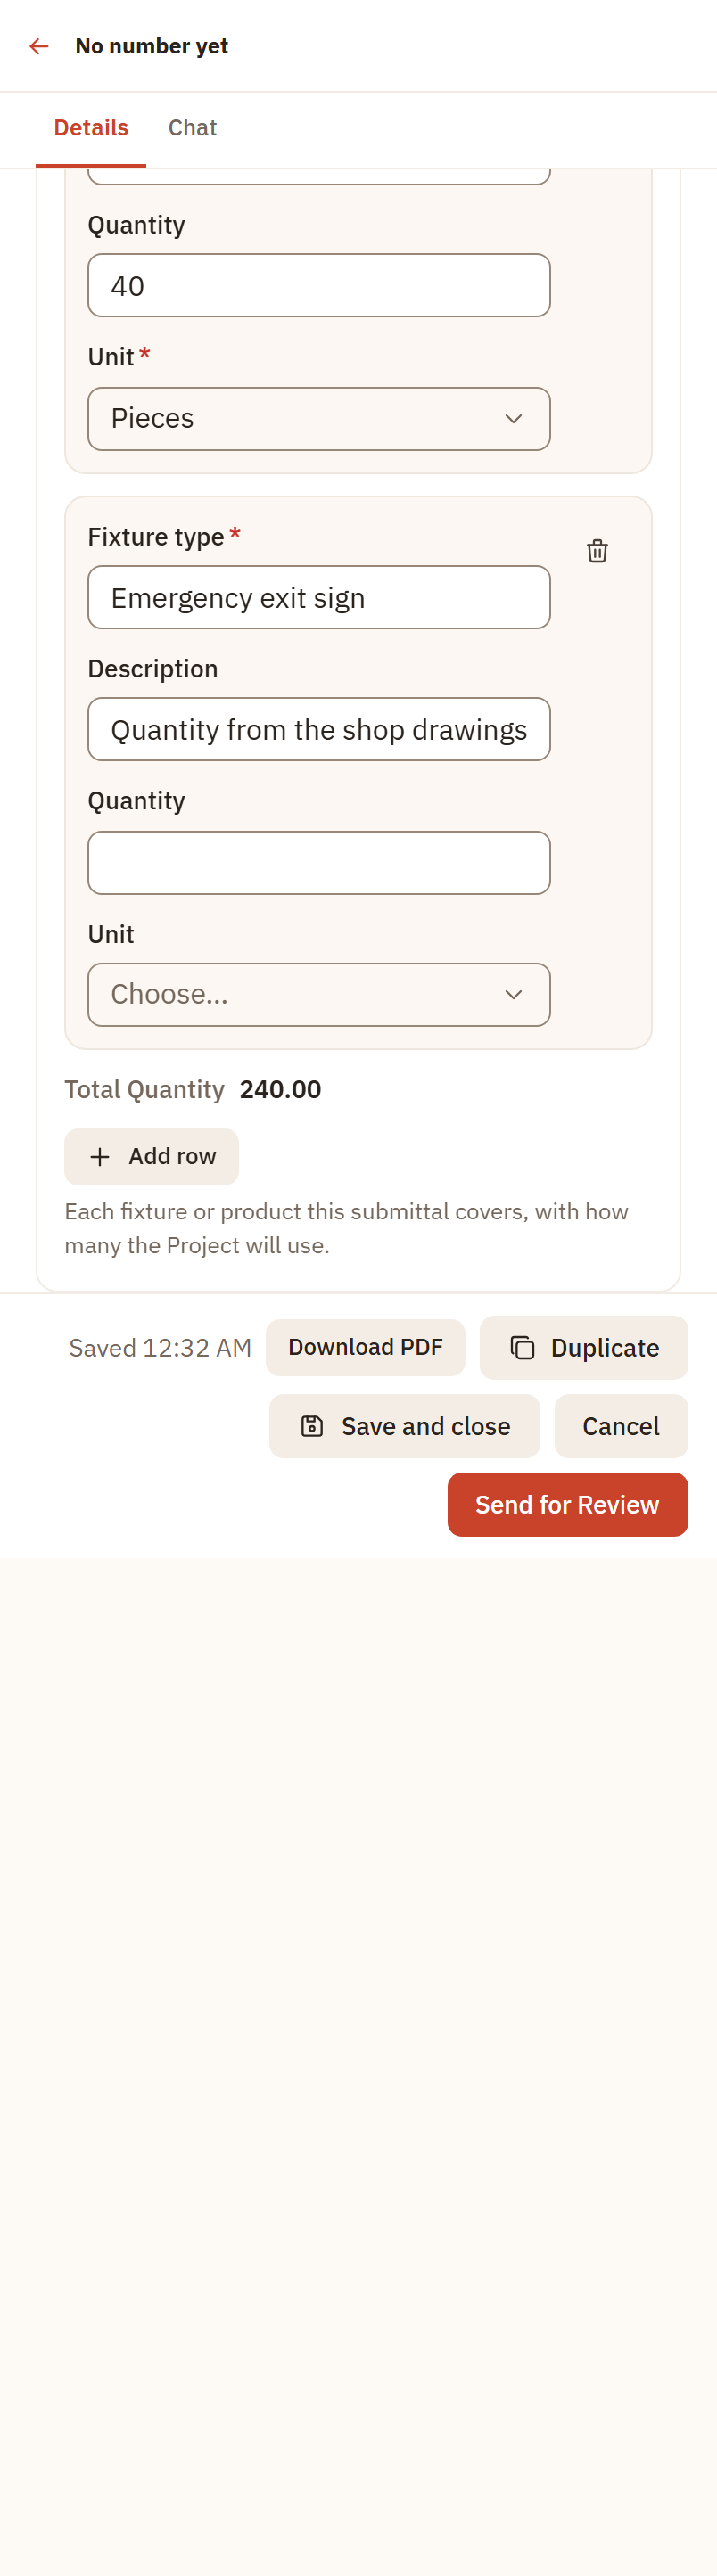 No number yet
Details
Chat
Quantity
40
Unit *
Pieces
Fixture type *
Emergency exit sign
Description
Quantity from the shop drawings
Quantity
Unit
Choose...
Total Quantity 240.00
Add row
Each fixture or product this submittal covers, with how
many the Project will use.
Saved 12:32 AM
Download PDF
Duplicate
Save and close
Cancel
Send for Review